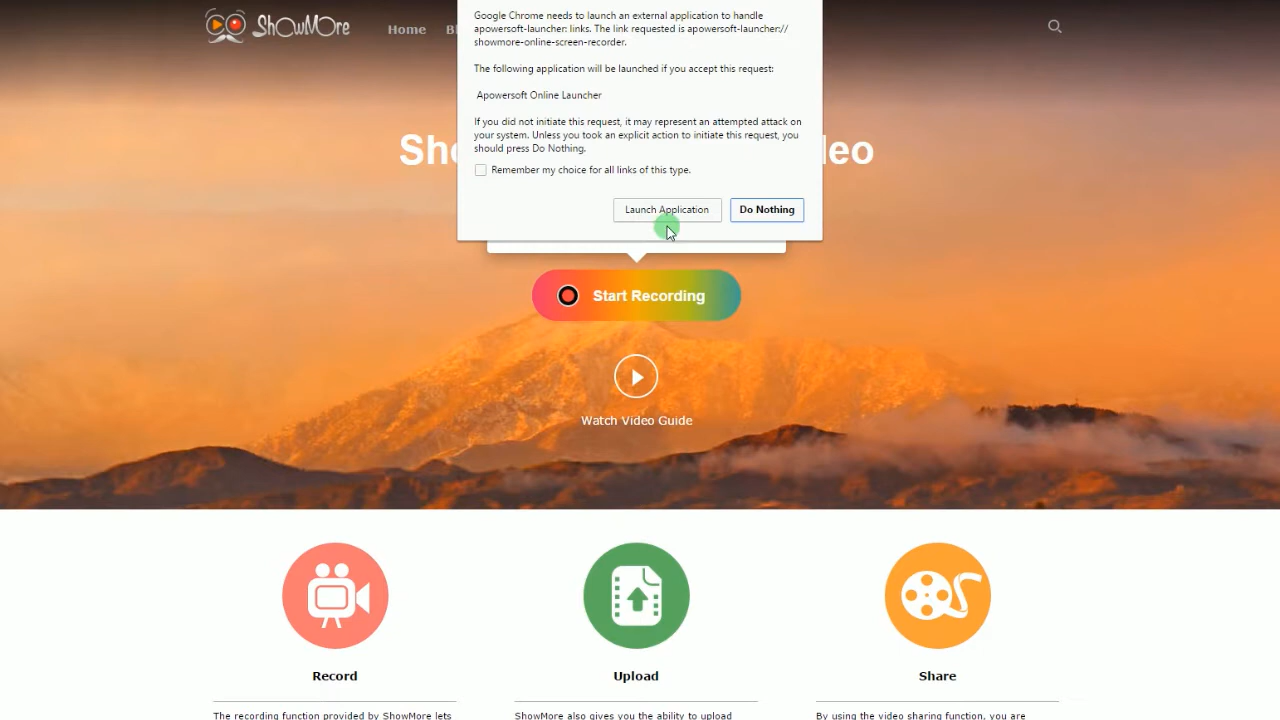 ShowMore
Home
Google Chrome needs to launch an external application to handle
apowersoft-launcher: links. The link requested is apowersoft-launcher://
showmore-online-screen-recorder.
The following application will be launched if you accept this request:
Apowersoft Online Launcher
If you did not initiate this request, it may represent an attempted attack on
your system. Unless you took an explicit action to initiate this request, you
should press Do Nothing.
Remember my choice for all links of this type.
Launch Application
Do Nothing
Start Recording
Watch Video Guide
Record
Upload
Share
The recording function provided by ShowMore lets
ShowMore also gives you the ability to upload
By using the video sharing function, you are